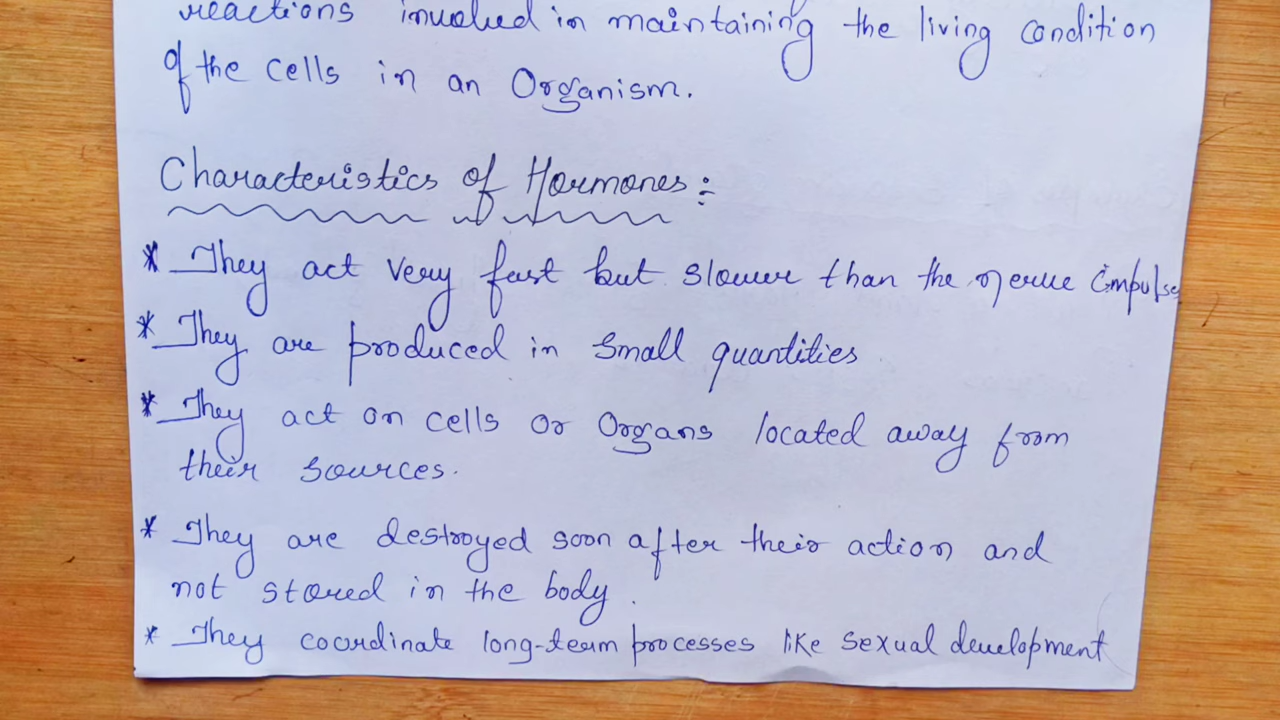 reactions involved in maintaining the living condition
of the cells in an Organism.
Characteristics of Hormones:-
* They act very fast but slower than the nerve impulse
* They are produced in small quantities
* They act on cells or Organs located away from
their sources.
* They are destroyed soon after their action and
not stored in the body.
* They coordinate long-term processes like sexual development